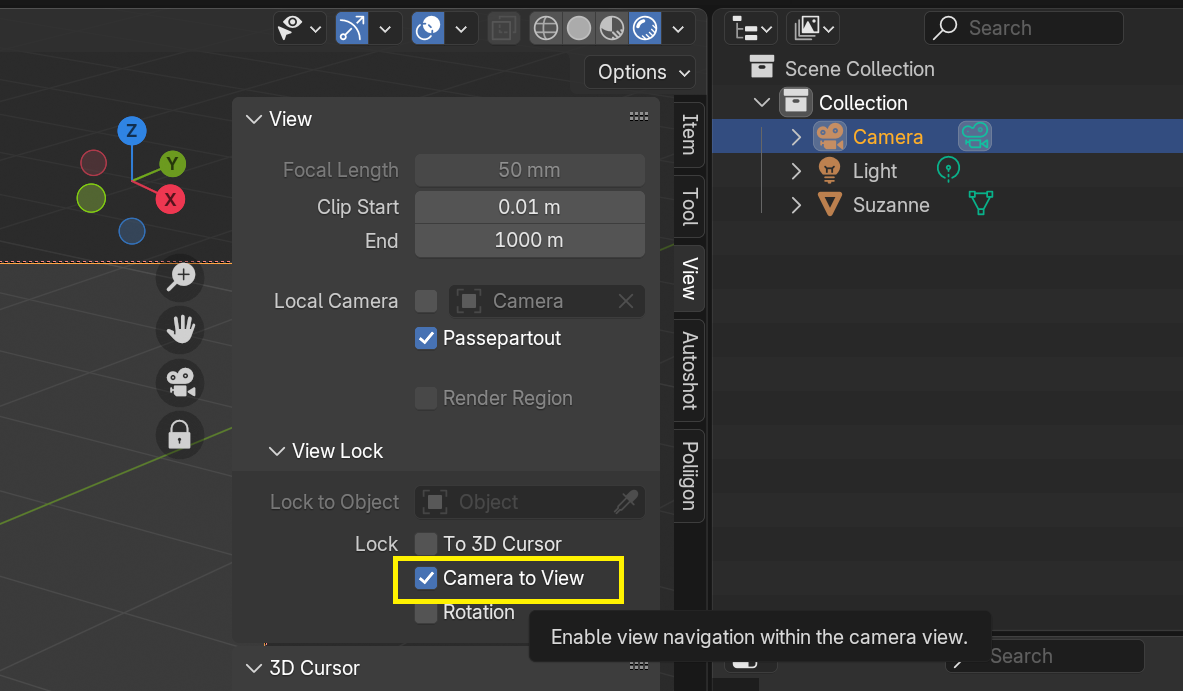 Search
Options
Scene Collection
Collection
Camera
Light
Suzanne
Z
Y
X
View
Focal Length 50 mm
Clip Start 0.01 m
End 1000 m
Local Camera Camera
Passepartout
Render Region
View Lock
Lock to Object Object
Lock To 3D Cursor
Camera to View
Rotation
Enable view navigation within the camera view.
3D Cursor
Item
Tool
View
Autoshot
Poliigon
Search